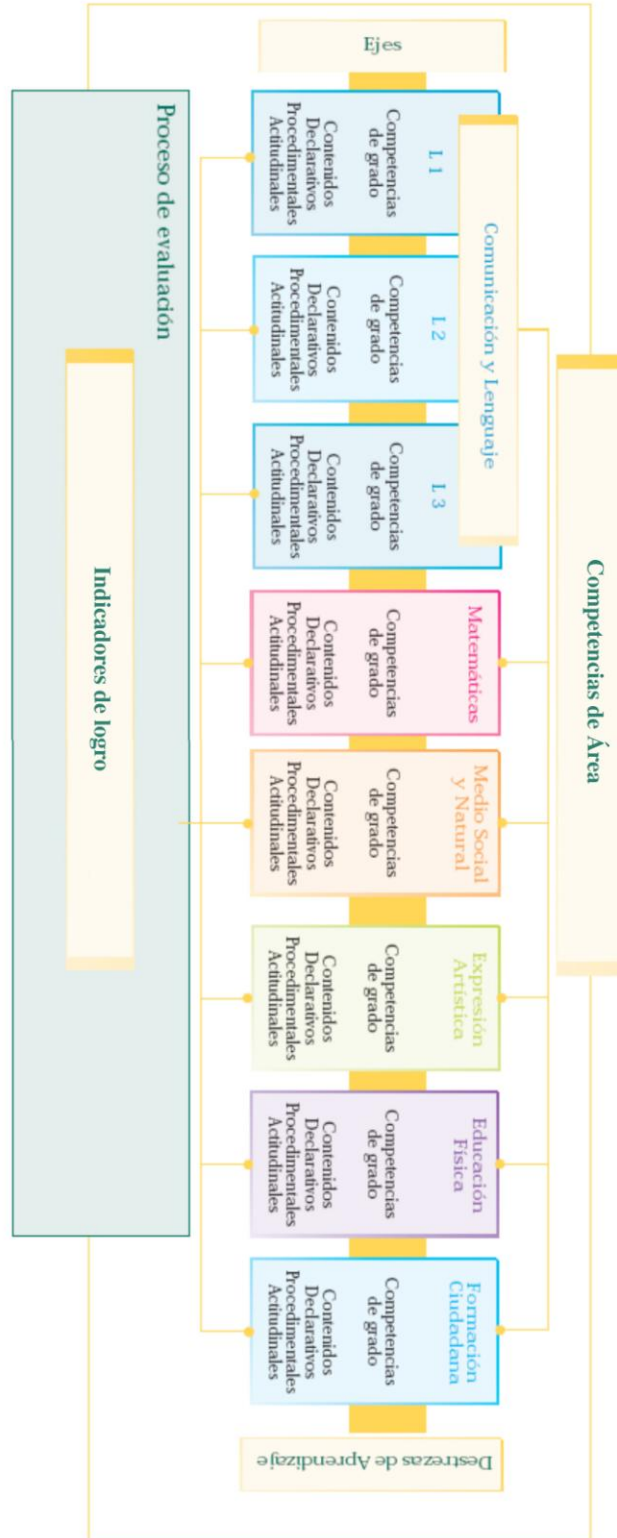 Competencias de Área
Comunicación y Lenguaje
Ejes
L 1
Competencias
de grado
Contenidos
Declarativos
Procedimentales
Actitudinales
L 2
Competencias
de grado
Contenidos
Declarativos
Procedimentales
Actitudinales
L 3
Competencias
de grado
Contenidos
Declarativos
Procedimentales
Actitudinales
Matemáticas
Competencias
de grado
Contenidos
Declarativos
Procedimentales
Actitudinales
Medio Social
y Natural
Competencias
de grado
Contenidos
Declarativos
Procedimentales
Actitudinales
Expresión
Artística
Competencias
de grado
Contenidos
Declarativos
Procedimentales
Actitudinales
Educación
Física
Competencias
de grado
Contenidos
Declarativos
Procedimentales
Actitudinales
Formación
Ciudadana
Competencias
de grado
Contenidos
Declarativos
Procedimentales
Actitudinales
Destrezas de Aprendizaje
Proceso de evaluación
Indicadores de logro